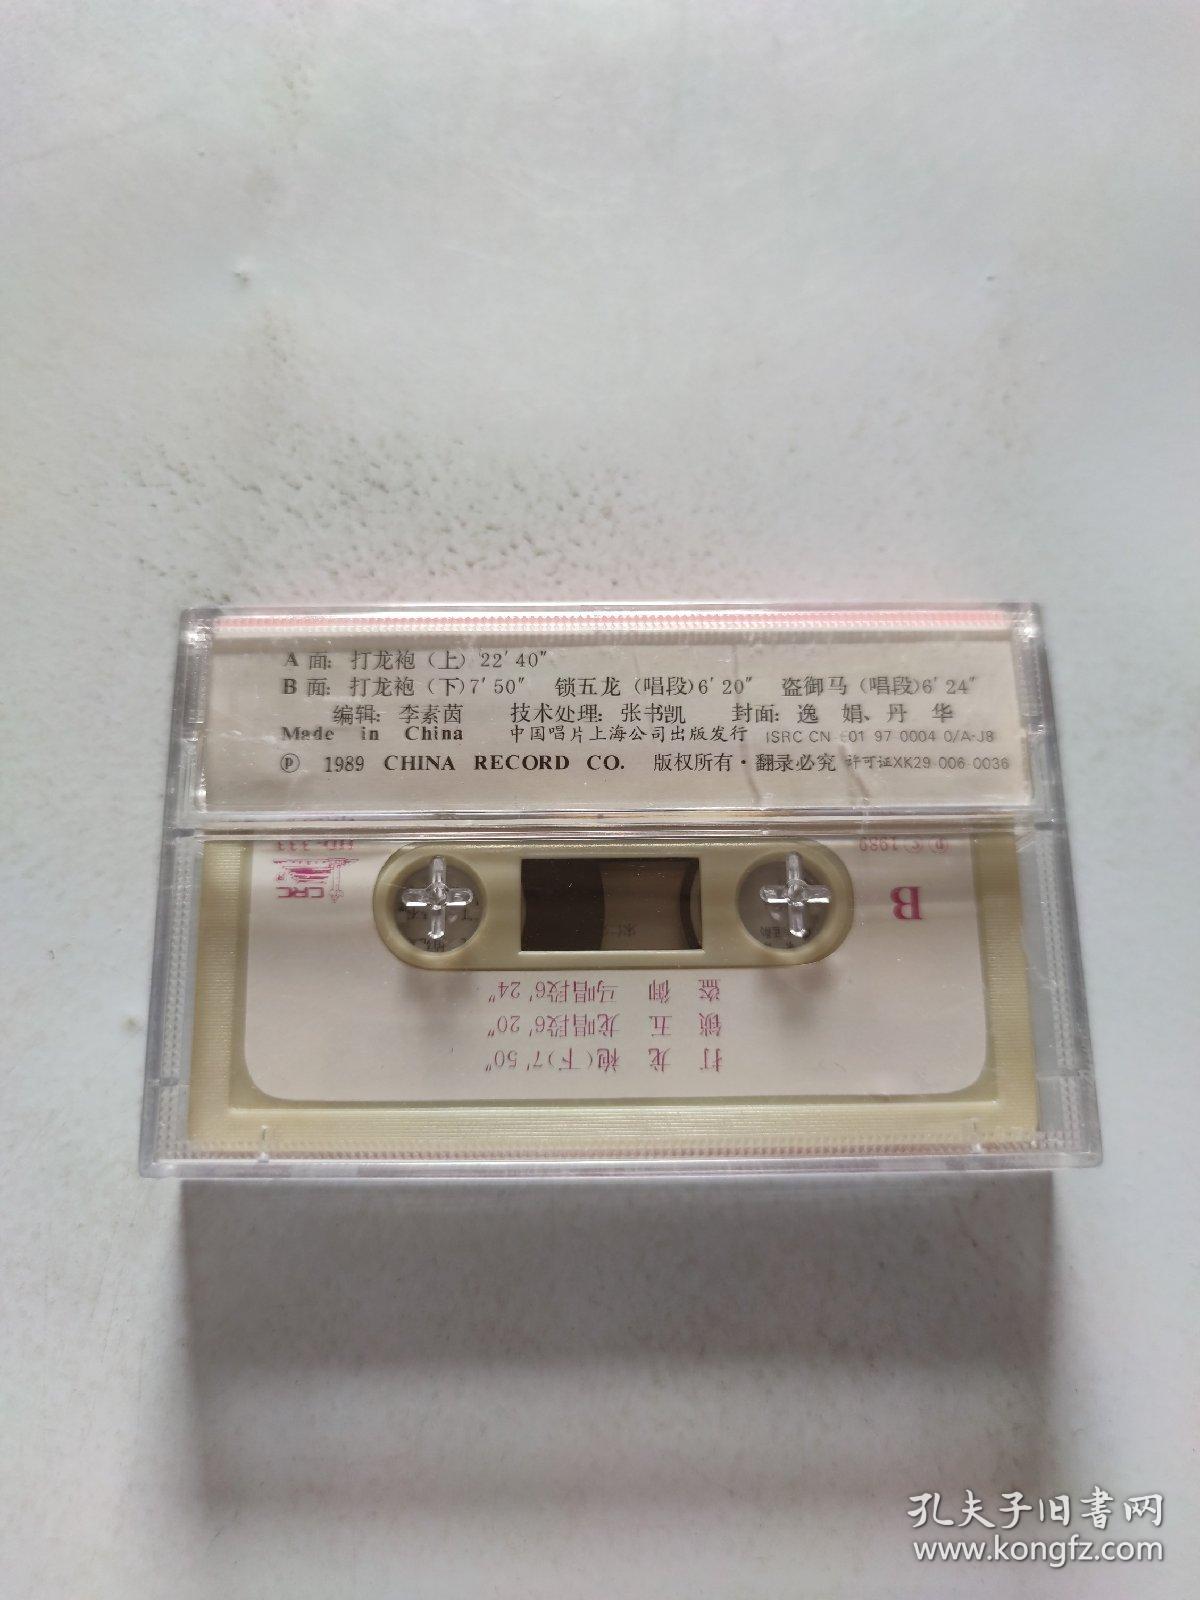 A 面: 打龙袍 (上) 22′40″
B 面: 打龙袍 (下) 7′50″ 锁五龙 (唱段) 6′20″ 盗御马 (唱段) 6′24″
编辑: 李素茵 技术处理: 张书凯 封面: 逸 娟、丹 华
Made in China 中国唱片上海公司出版发行 ISRC CN E01 97 0004 0/A·J8
Ⓟ 1989 CHINA RECORD CO. 版权所有·翻录必究 许可证XK29-006-0036
HD-333
Ⓟ Ⓒ 1989
CRC
B
盗 御 马唱段6′24″
锁 五 龙唱段6′20″
打 龙 袍(下)7′50″
孔夫子旧书网
www.kongfz.com